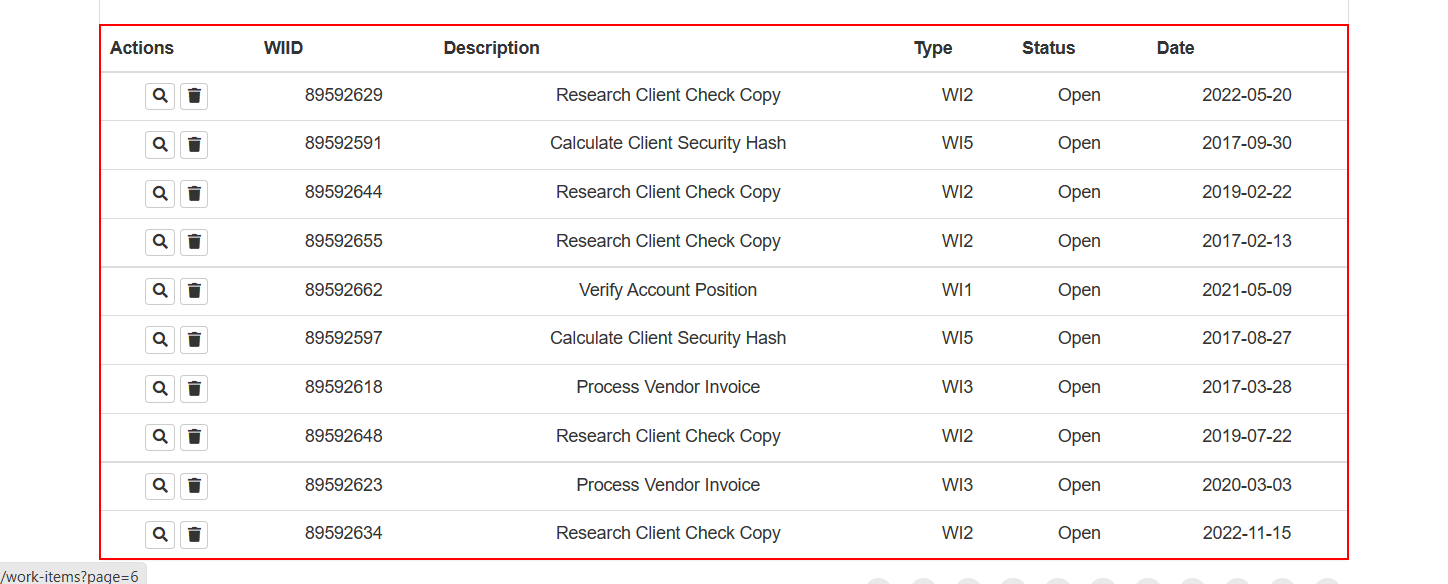 Actions WIID Description Type Status Date
89592629 Research Client Check Copy WI2 Open 2022-05-20
89592591 Calculate Client Security Hash WI5 Open 2017-09-30
89592644 Research Client Check Copy WI2 Open 2019-02-22
89592655 Research Client Check Copy WI2 Open 2017-02-13
89592662 Verify Account Position WI1 Open 2021-05-09
89592597 Calculate Client Security Hash WI5 Open 2017-08-27
89592618 Process Vendor Invoice WI3 Open 2017-03-28
89592648 Research Client Check Copy WI2 Open 2019-07-22
89592623 Process Vendor Invoice WI3 Open 2020-03-03
89592634 Research Client Check Copy WI2 Open 2022-11-15
/work-items?page=6